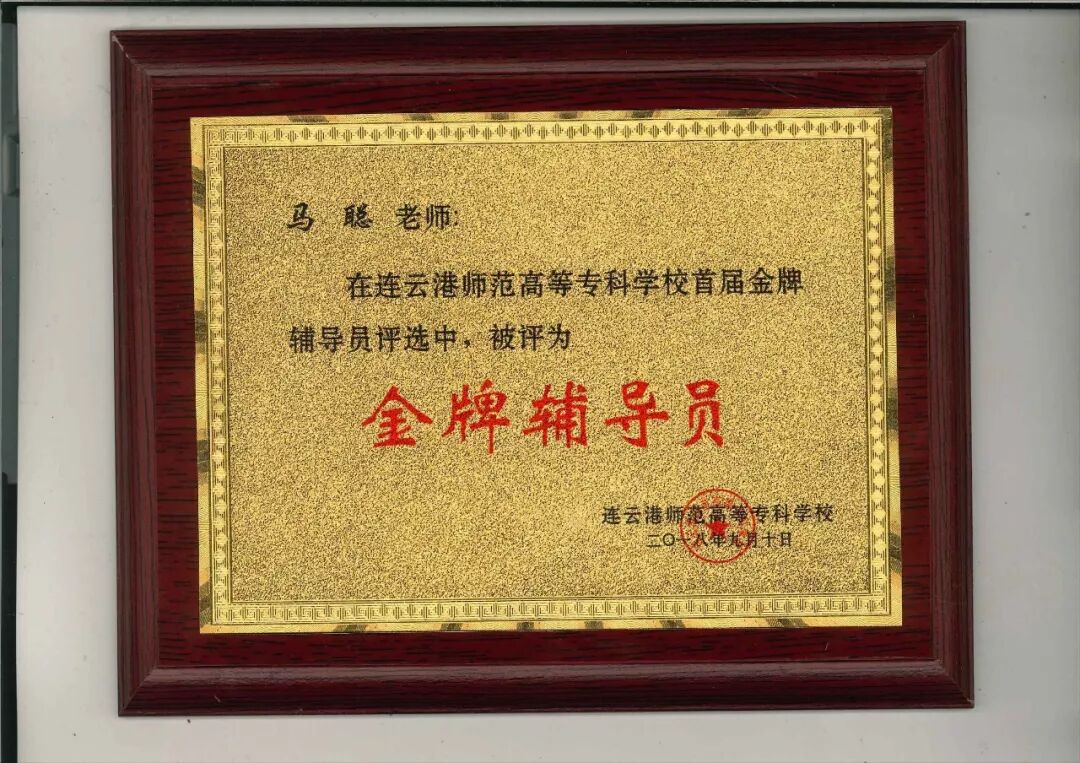 马 聪 老师:
在连云港师范高等专科学校首届金牌
辅导员评选中，被评为
金牌辅导员
连云港师范高等专科学校
二〇一八年九月十日